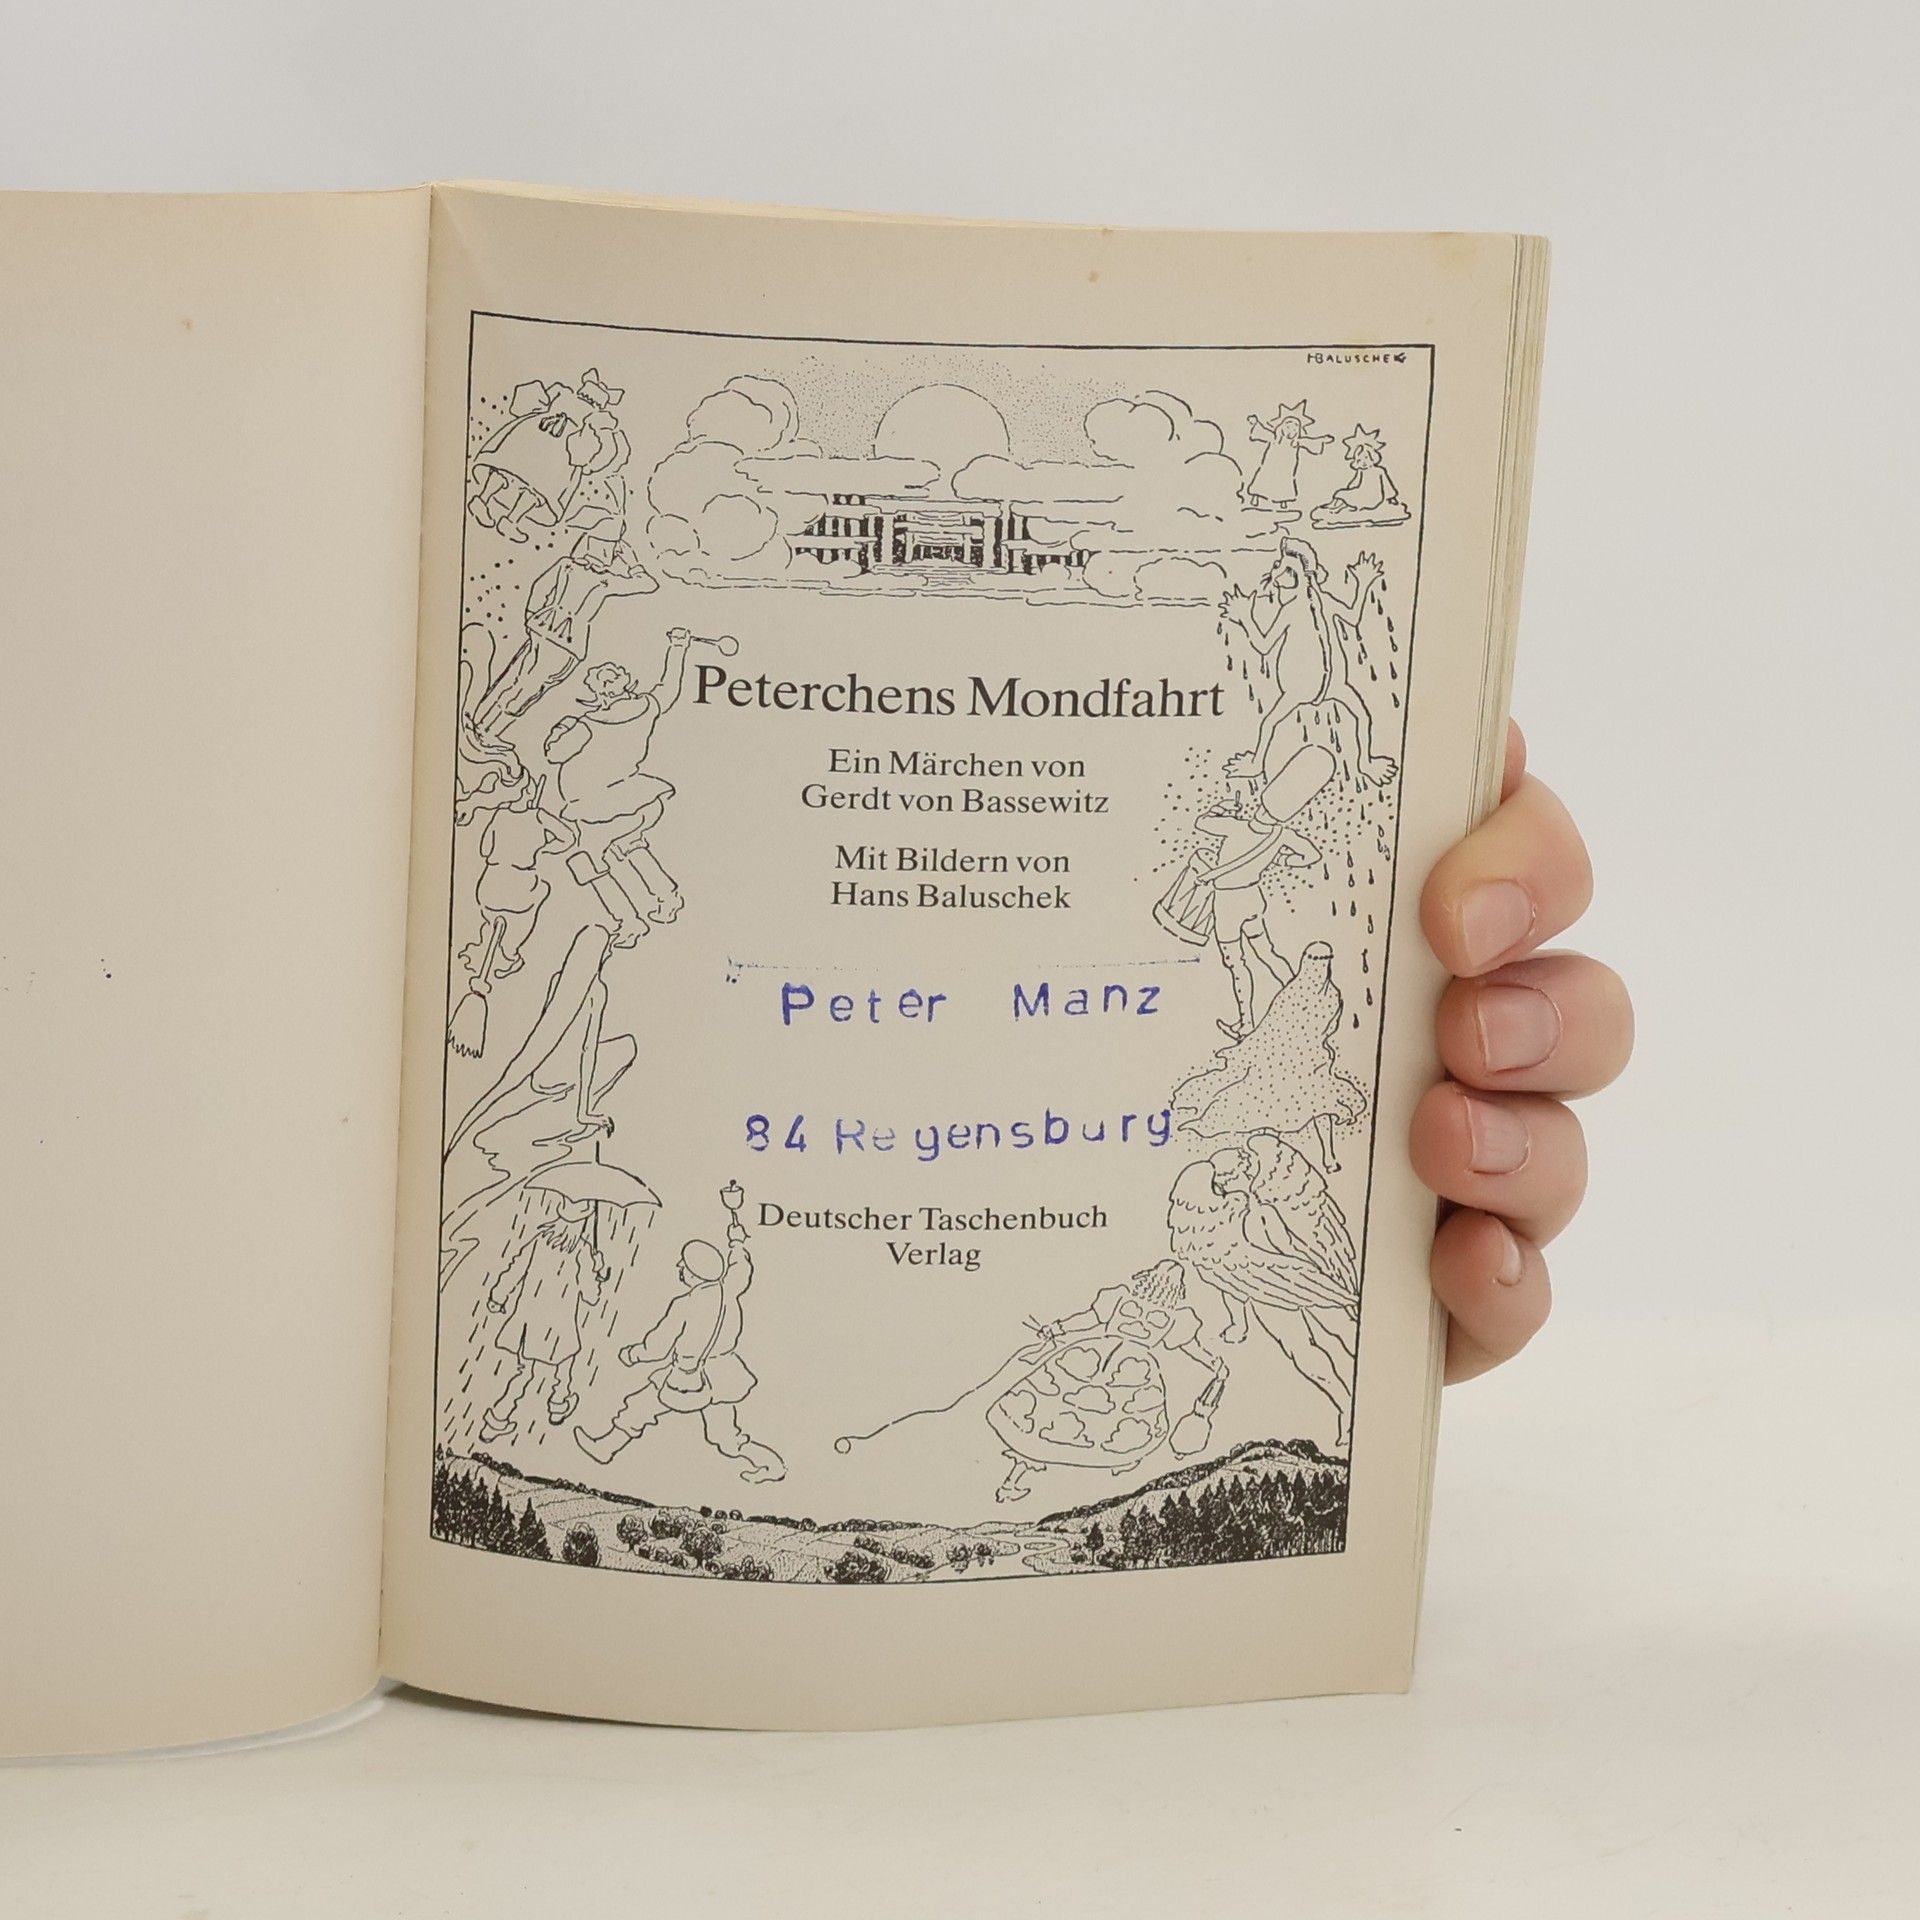 HBALUSCHEK
Peterchens Mondfahrt
Ein Märchen von
Gerdt von Bassewitz
Mit Bildern von
Hans Baluschek
Peter Manz
84 Regensburg
Deutscher Taschenbuch
Verlag